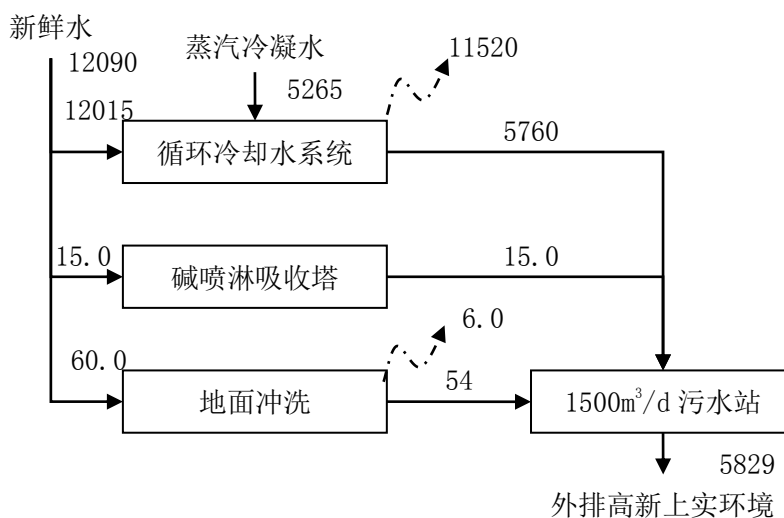 新鲜水
12090
蒸汽冷凝水
11520
5265
12015
循环冷却水系统
5760
15.0
碱喷淋吸收塔
15.0
6.0
60.0
地面冲洗
54
1500m³/d 污水站
5829
外排高新上实环境